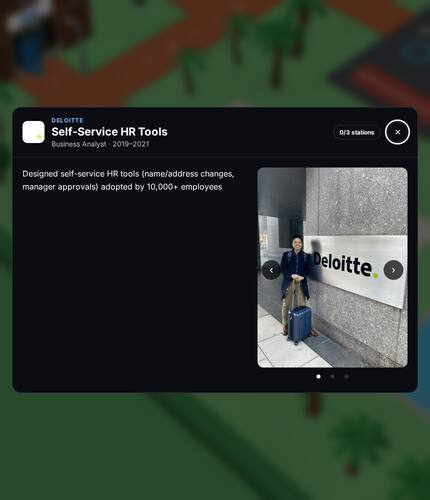 DELOITTE
Self-Service HR Tools
Business Analyst · 2019–2021
0/3 stations
Designed self-service HR tools (name/address changes,
manager approvals) adopted by 10,000+ employees
Deloitte.